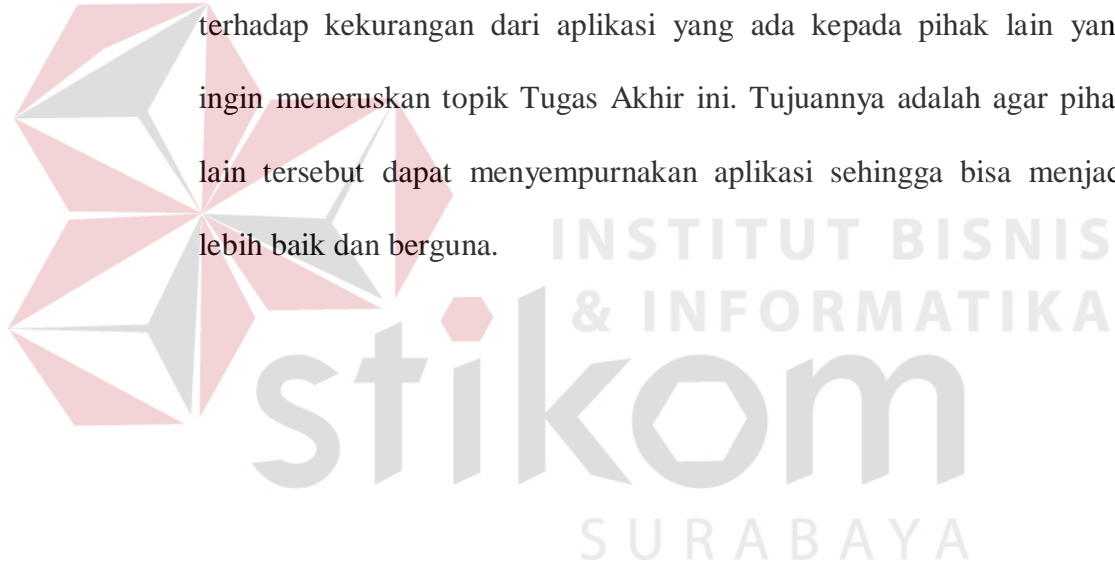 terhadap kekurangan dari aplikasi yang ada kepada pihak lain yan
ingin meneruskan topik Tugas Akhir ini. Tujuannya adalah agar piha
lain tersebut dapat menyempurnakan aplikasi sehingga bisa menjad
lebih baik dan berguna.
INSTITUT BISNIS
& INFORMATIKA
stikom
SURABAYA